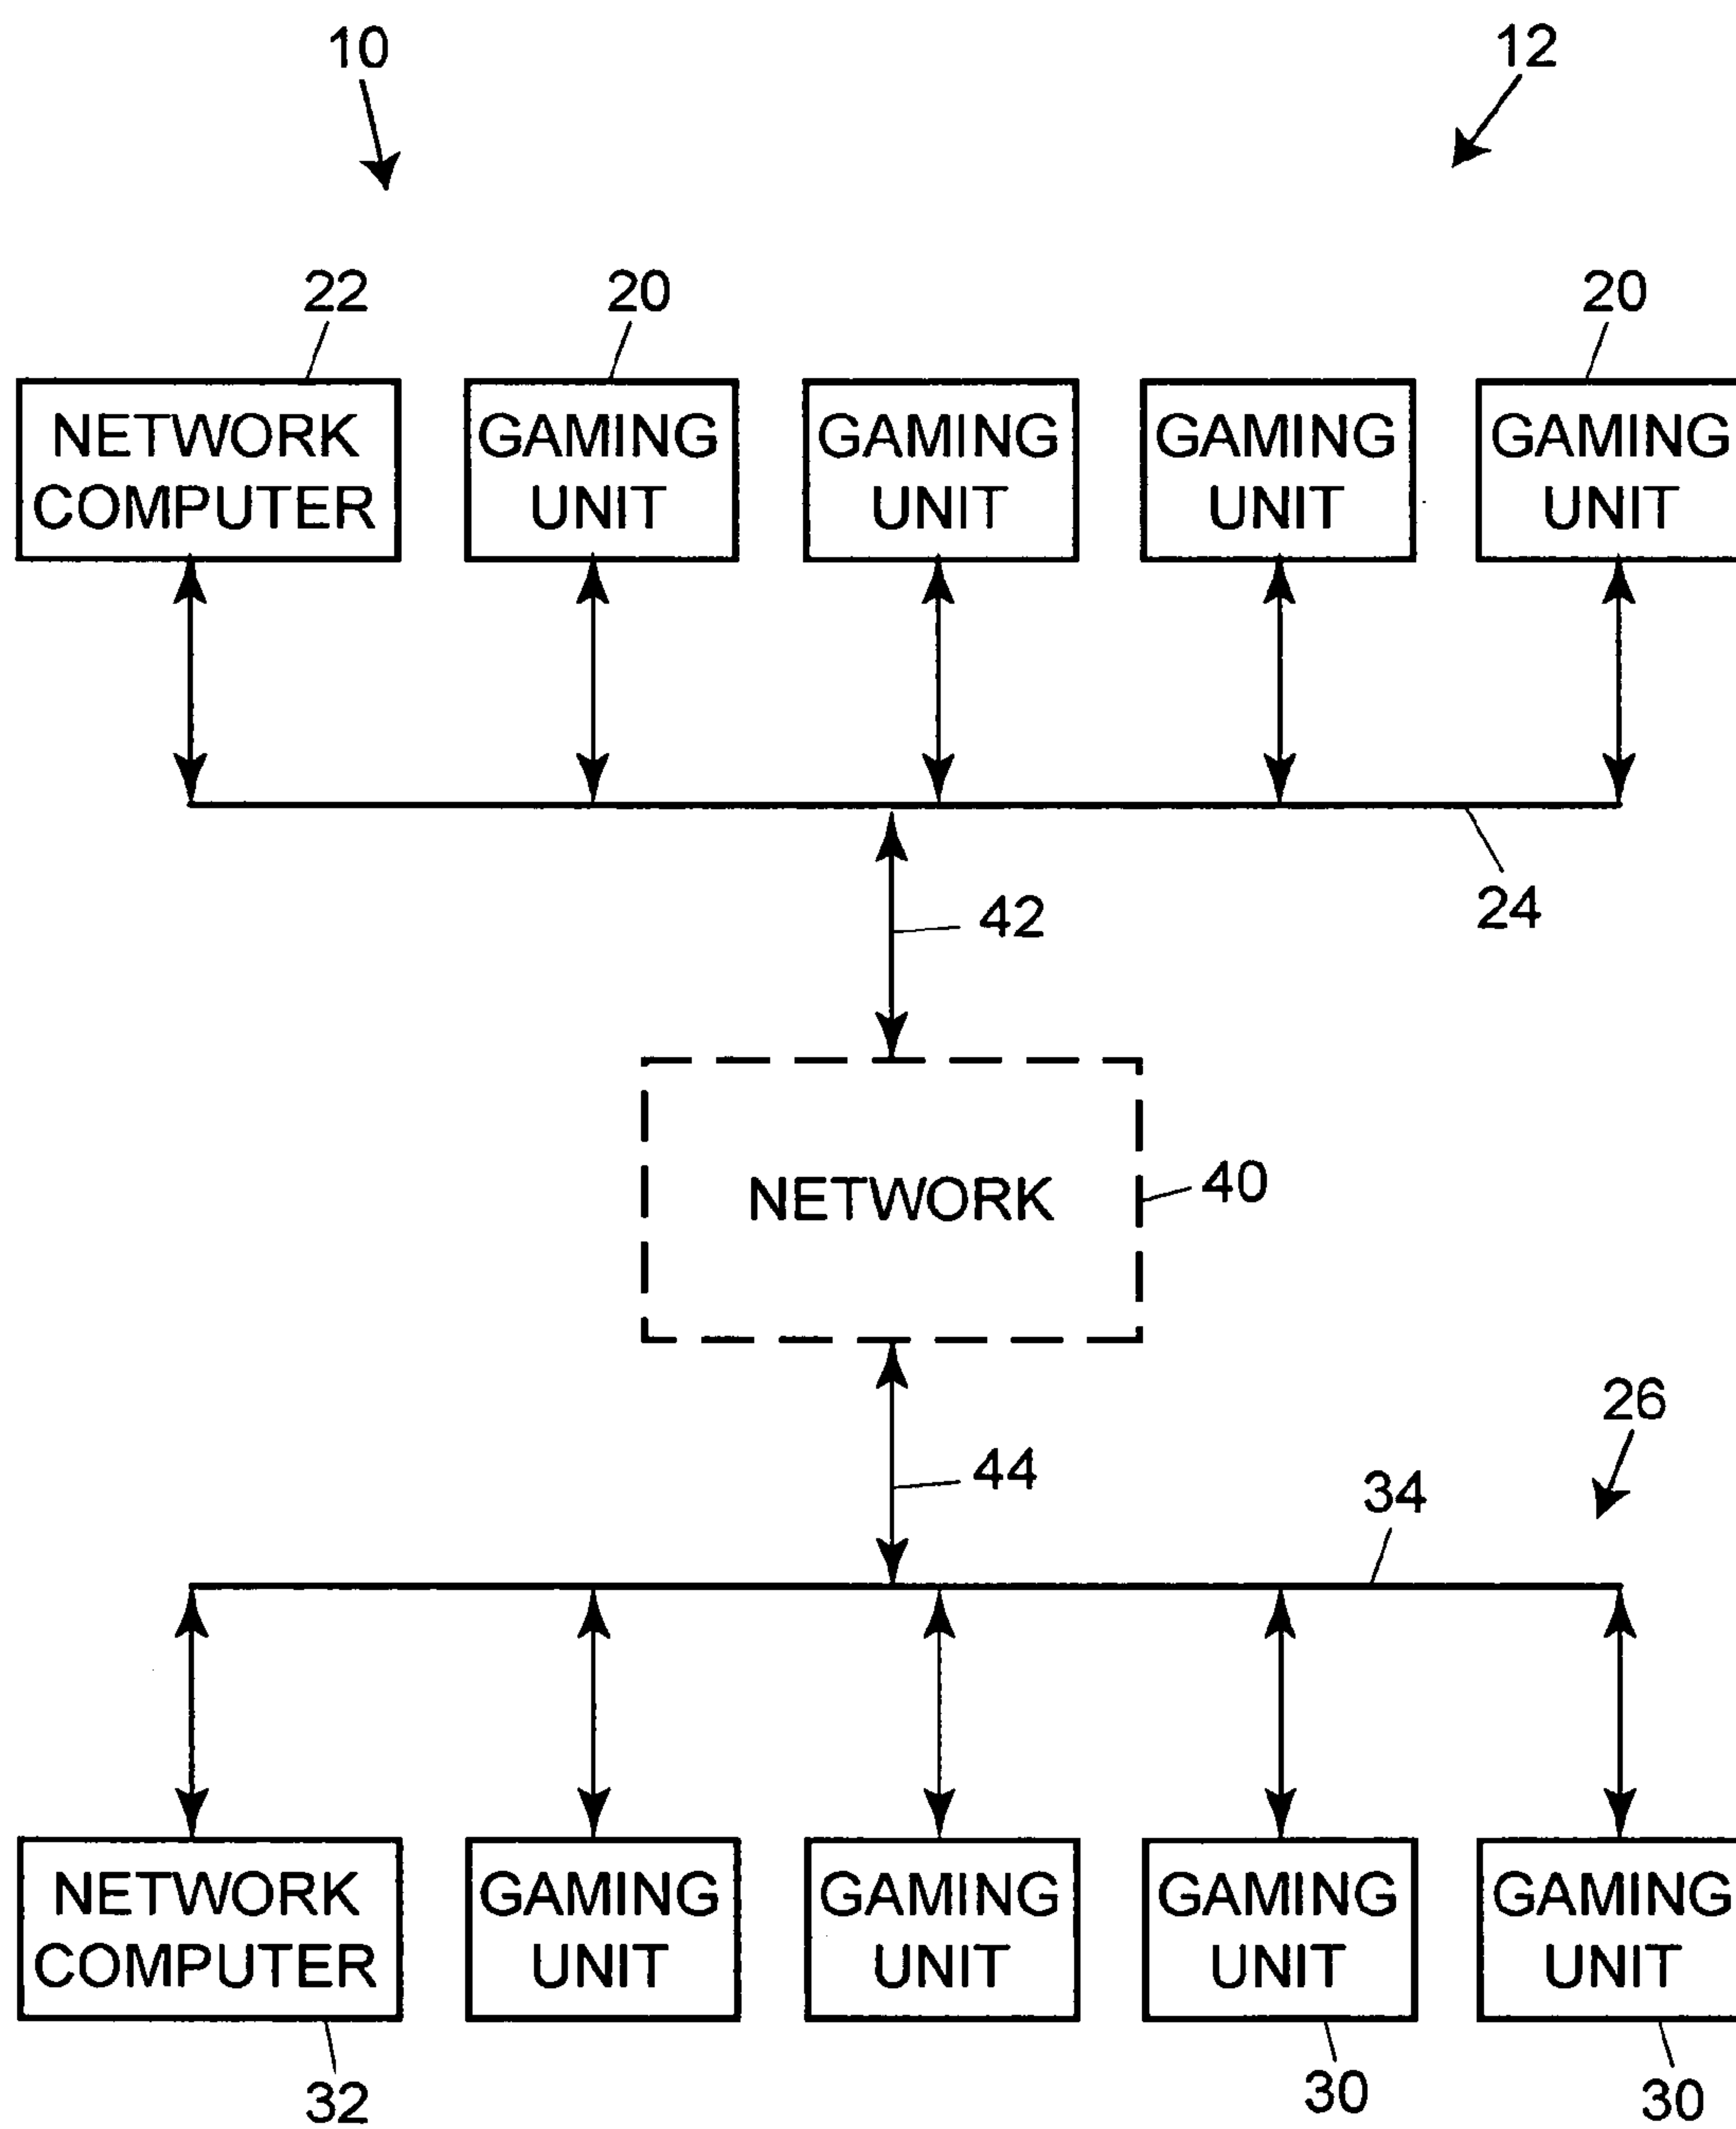 10
12
22
20
20
NETWORK
COMPUTER
GAMING
UNIT
GAMING
UNIT
GAMING
UNIT
GAMING
UNIT
24
42
NETWORK
40
26
44
34
NETWORK
COMPUTER
GAMING
UNIT
GAMING
UNIT
GAMING
UNIT
GAMING
UNIT
32
30
30